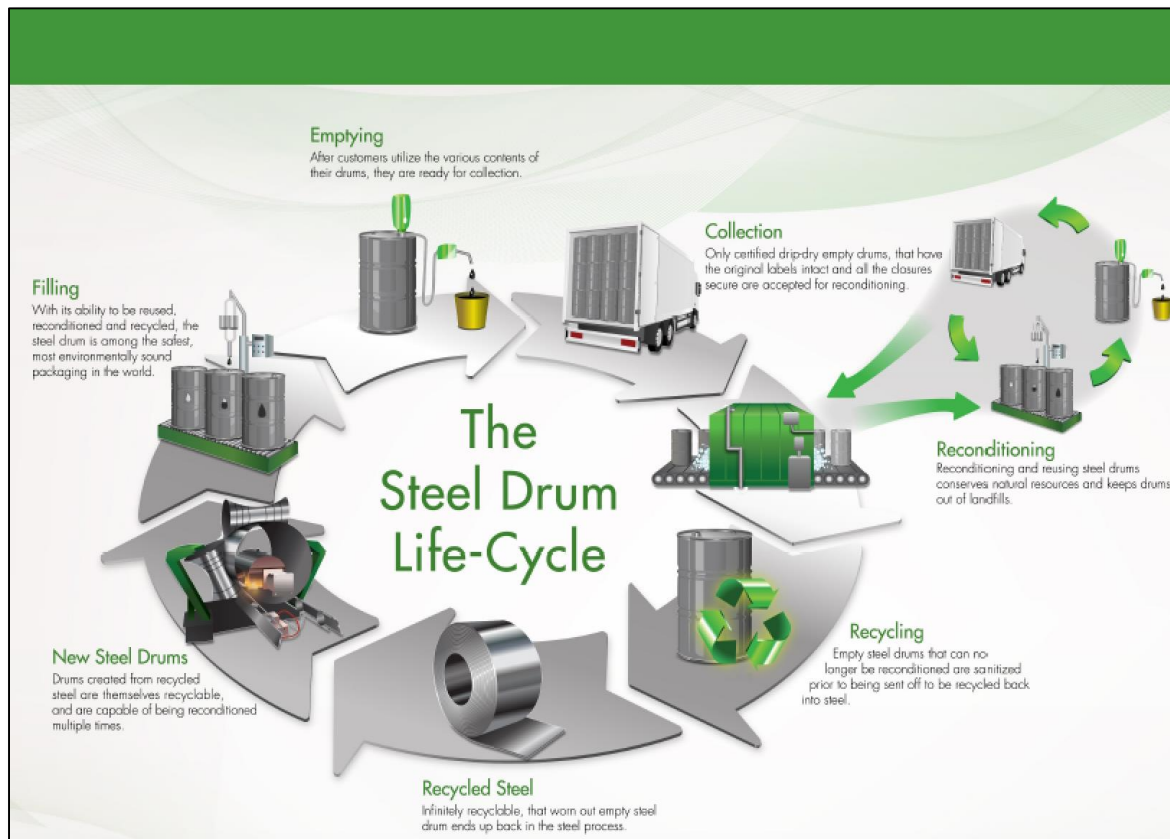 Emptying
After customers utilize the various contents of
their drums, they are ready for collection.
Collection
Only certified drip-dry empty drums, that have
the original labels intact and all the closures
secure are accepted for reconditioning.
Filling
With its ability to be reused,
reconditioned and recycled, the
steel drum is among the safest,
most environmentally sound
packaging in the world.
The
Steel Drum
Life-Cycle
Reconditioning
Reconditioning and reusing steel drums
conserves natural resources and keeps drums
out of landfills.
Recycling
Empty steel drums that can no
longer be reconditioned are sanitized
prior to being sent off to be recycled back
into steel.
New Steel Drums
Drums created from recycled
steel are themselves recyclable,
and are capable of being reconditioned
multiple times.
Recycled Steel
Infinitely recyclable, that worn out empty steel
drum ends up back in the steel process.